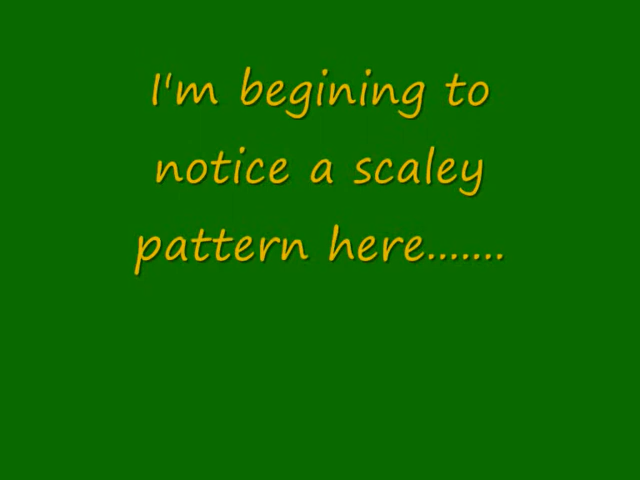 I'm begining to
notice a scaley
pattern here.......